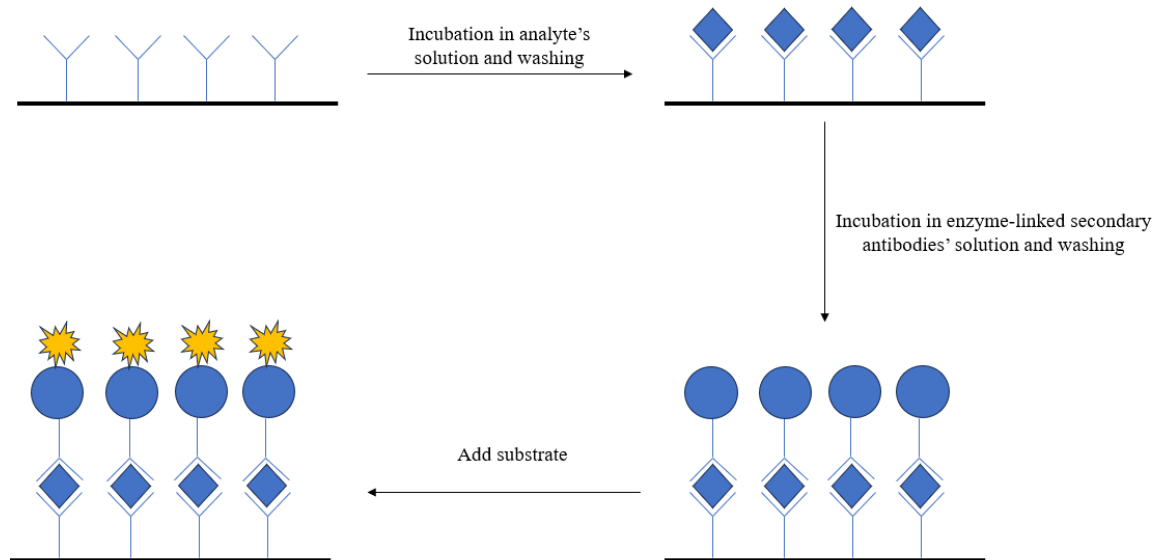 Incubation in analyte’s
solution and washing
Incubation in enzyme-linked secondary
antibodies’ solution and washing
Add substrate